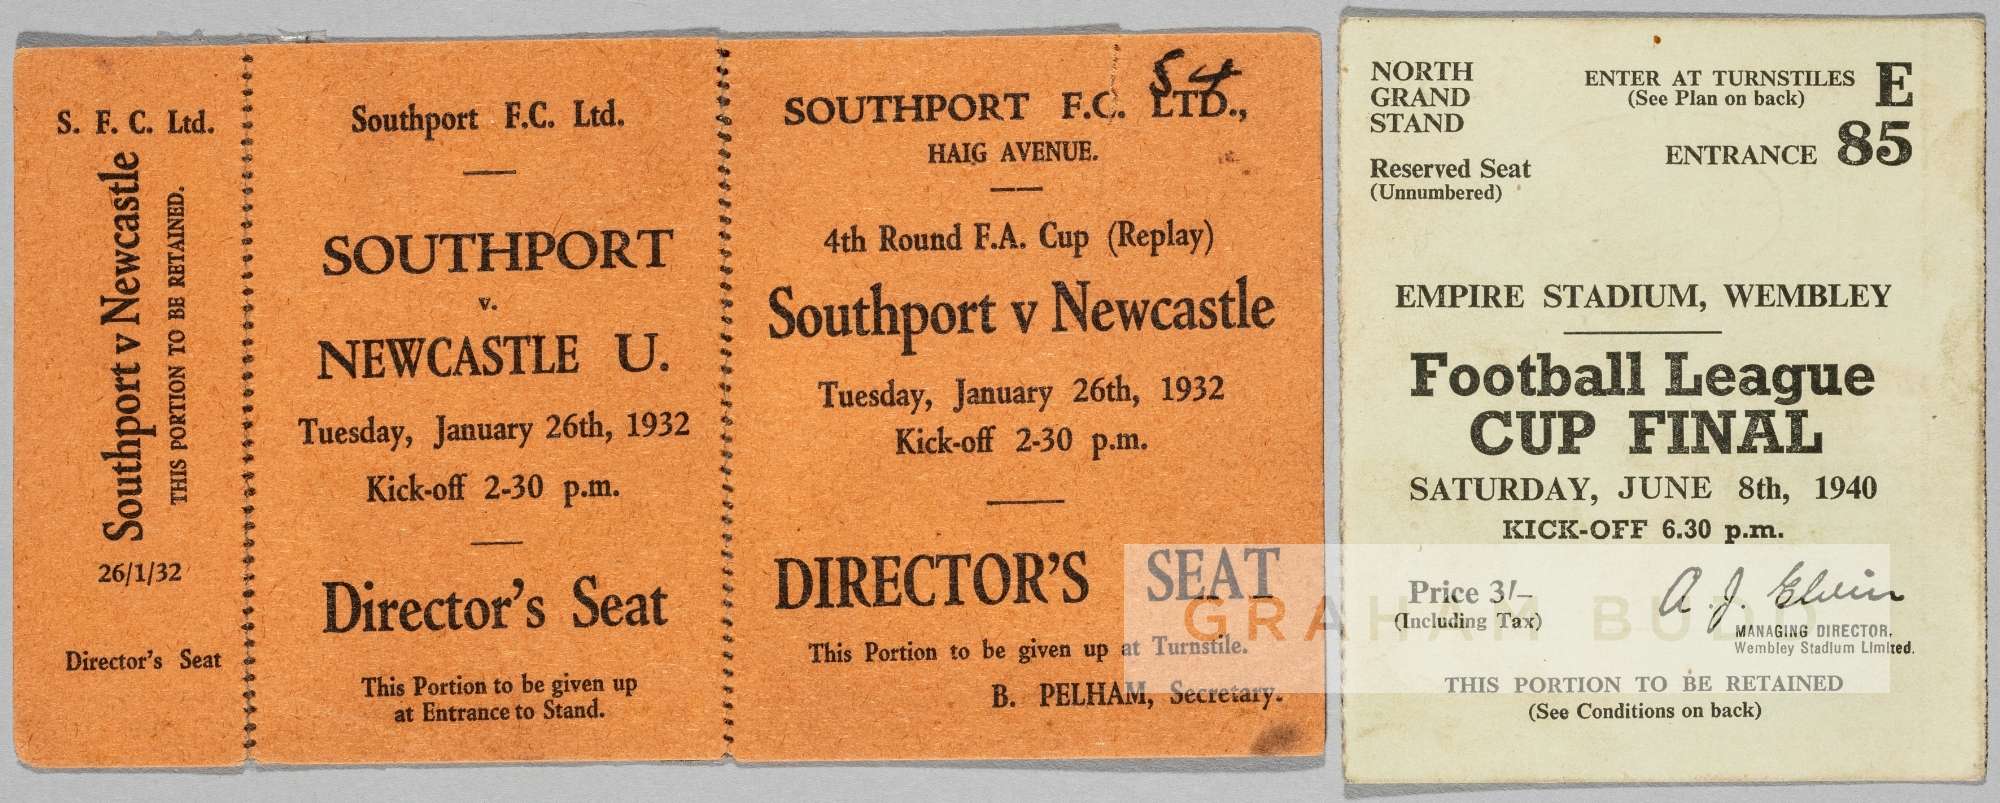 S. F. C. Ltd.
Southport v Newcastle
THIS PORTION TO BE RETAINED.
26/1/32
Director's Seat
Southport F.C. Ltd.
SOUTHPORT
v.
NEWCASTLE U.
Tuesday, January 26th, 1932
Kick-off 2-30 p.m.
Director's Seat
This Portion to be given up
at Entrance to Stand.
54
SOUTHPORT F.C. LTD.,
HAIG AVENUE.
4th Round F.A. Cup (Replay)
Southport v Newcastle
Tuesday, January 26th, 1932
Kick-off 2-30 p.m.
DIRECTOR'S SEAT
This Portion to be given up at Turnstile.
B. PELHAM, Secretary.
NORTH
GRAND
STAND
Reserved Seat
(Unnumbered)
ENTER AT TURNSTILES E
(See Plan on back)
ENTRANCE 85
EMPIRE STADIUM, WEMBLEY
Football League
CUP FINAL
SATURDAY, JUNE 8th, 1940
KICK-OFF 6.30 p.m.
Price 3/-
(Including Tax)
A. J. Elvin
MANAGING DIRECTOR,
Wembley Stadium Limited.
THIS PORTION TO BE RETAINED
(See Conditions on back)
GRAHAM BUDD